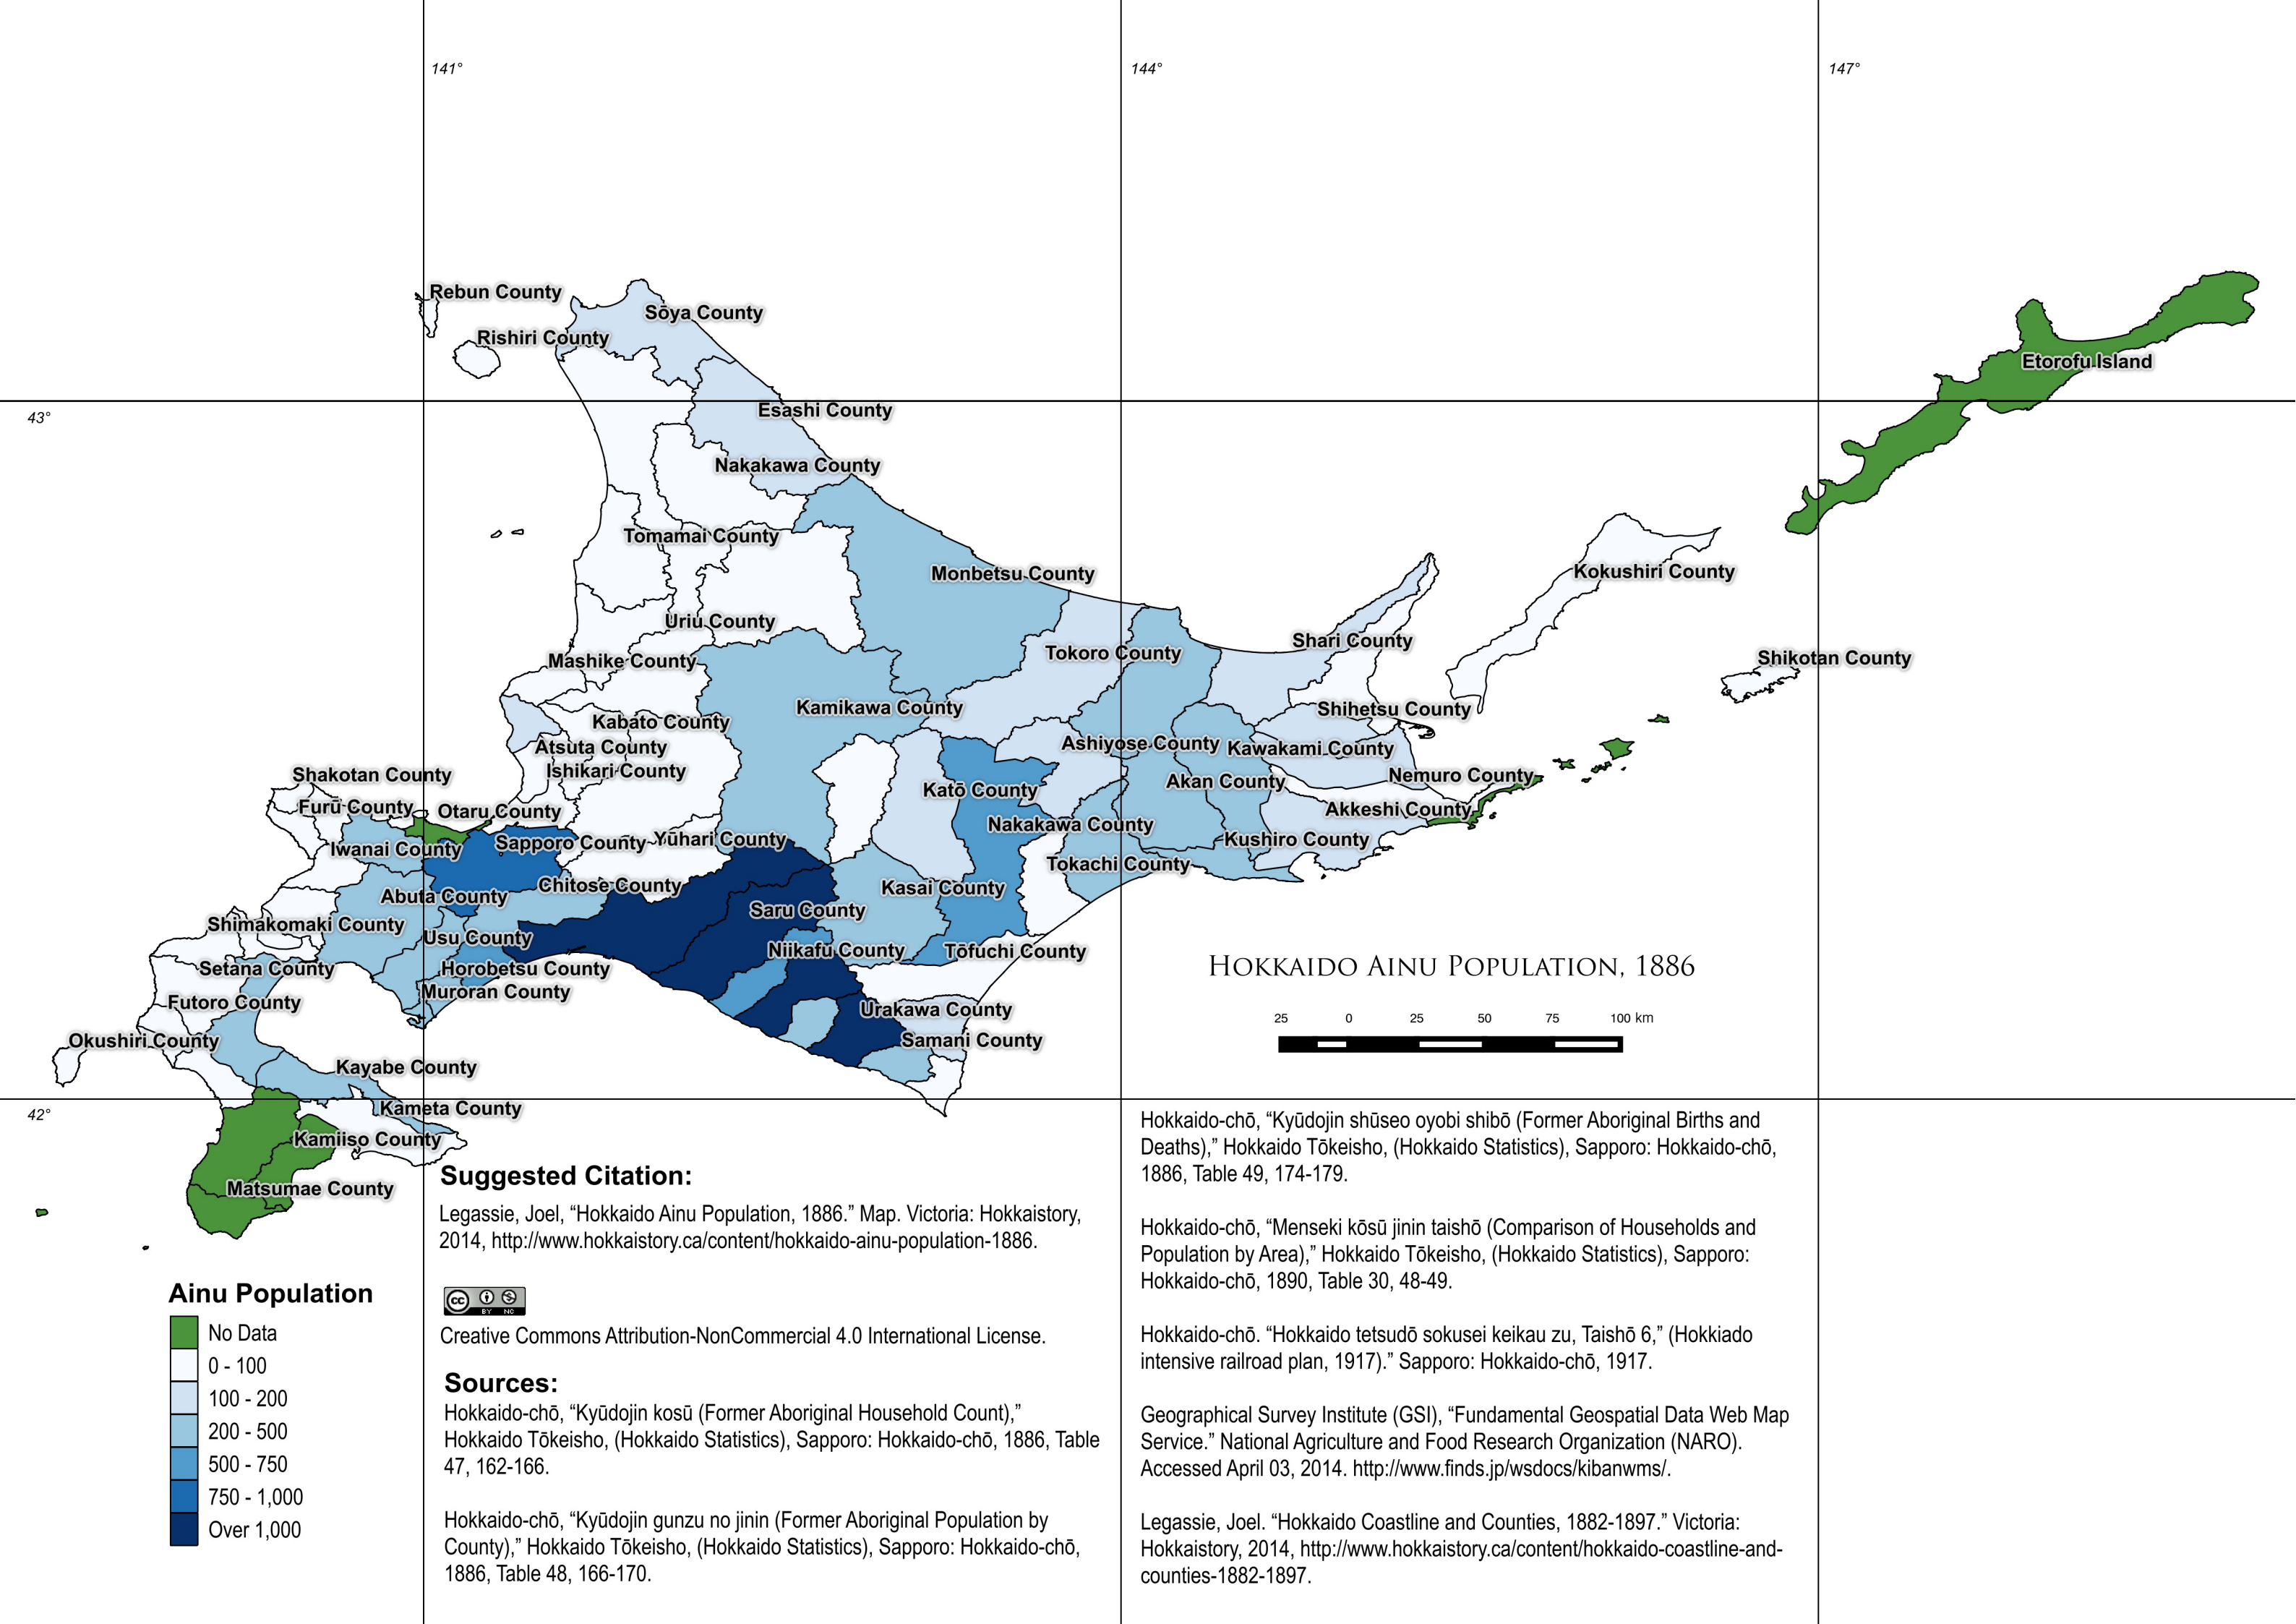 141°
144°
147°
Rebun County
Sōya County
Rishiri County
Etorofu Island
43°
Esashi County
Nakakawa County
Tomamai County
Monbetsu County
Kokushiri County
Uriū County
Shari County
Tokoro County
Mashike County
Shikotan County
Kamikawa County
Shihetsu County
Kabato County
Ashiyose County
Kawakami County
Atsuta County
Ishikari County
Shakotan County
Nemuro County
Akan County
Katō County
Furū County
Otaru County
Akkeshi County
Nakakawa County
Sapporo County
Yūhari County
Kushiro County
Iwanai County
Tokachi County
Chitose County
Kasai County
Abuta County
Saru County
Shimakomaki County
Usu County
Niikafu County
Tōfuchi County
Setana County
Horobetsu County
HOKKAIDO AINU POPULATION, 1886
Muroran County
Futoro County
Urakawa County
25 0 25 50 75 100 km
Okushiri County
Samani County
Kayabe County
Kameta County
42°
Kamiiso County
Matsumae County
Suggested Citation:
Legassie, Joel, “Hokkaido Ainu Population, 1886.” Map. Victoria: Hokkaistory,
2014, http://www.hokkaistory.ca/content/hokkaido-ainu-population-1886.
Ainu Population
No Data
0 - 100
100 - 200
200 - 500
500 - 750
750 - 1,000
Over 1,000
cc
BY NC
Creative Commons Attribution-NonCommercial 4.0 International License.
Sources:
Hokkaido-chō, “Kyūdojin kosū (Former Aboriginal Household Count),”
Hokkaido Tōkeisho, (Hokkaido Statistics), Sapporo: Hokkaido-chō, 1886, Table
47, 162-166.
Hokkaido-chō, “Kyūdojin gunzu no jinin (Former Aboriginal Population by
County),” Hokkaido Tōkeisho, (Hokkaido Statistics), Sapporo: Hokkaido-chō,
1886, Table 48, 166-170.
Hokkaido-chō, “Kyūdojin shūseo oyobi shibō (Former Aboriginal Births and
Deaths),” Hokkaido Tōkeisho, (Hokkaido Statistics), Sapporo: Hokkaido-chō,
1886, Table 49, 174-179.
Hokkaido-chō, “Menseki kōsū jinin taishō (Comparison of Households and
Population by Area),” Hokkaido Tōkeisho, (Hokkaido Statistics), Sapporo:
Hokkaido-chō, 1890, Table 30, 48-49.
Hokkaido-chō. “Hokkaido tetsudō sokusei keikau zu, Taishō 6,” (Hokkiado
intensive railroad plan, 1917).” Sapporo: Hokkaido-chō, 1917.
Geographical Survey Institute (GSI), “Fundamental Geospatial Data Web Map
Service.” National Agriculture and Food Research Organization (NARO).
Accessed April 03, 2014. http://www.finds.jp/wsdocs/kibanwms/.
Legassie, Joel. “Hokkaido Coastline and Counties, 1882-1897.” Victoria:
Hokkaistory, 2014, http://www.hokkaistory.ca/content/hokkaido-coastline-and-
counties-1882-1897.